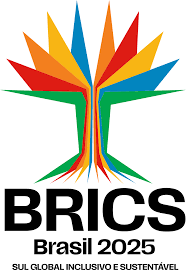 BRICS
Brasil 2025
SUL GLOBAL INCLUSIVO E SUSTENTÁVEL